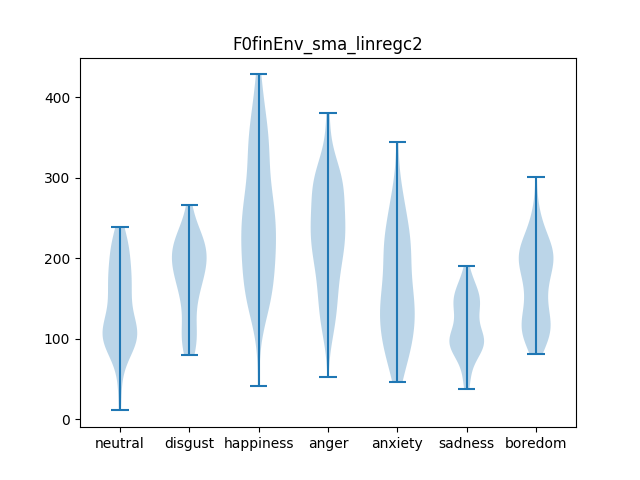 F0finEnv_sma_linregc2
400
300
200
100
0
neutral disgust happiness anger anxiety sadness boredom